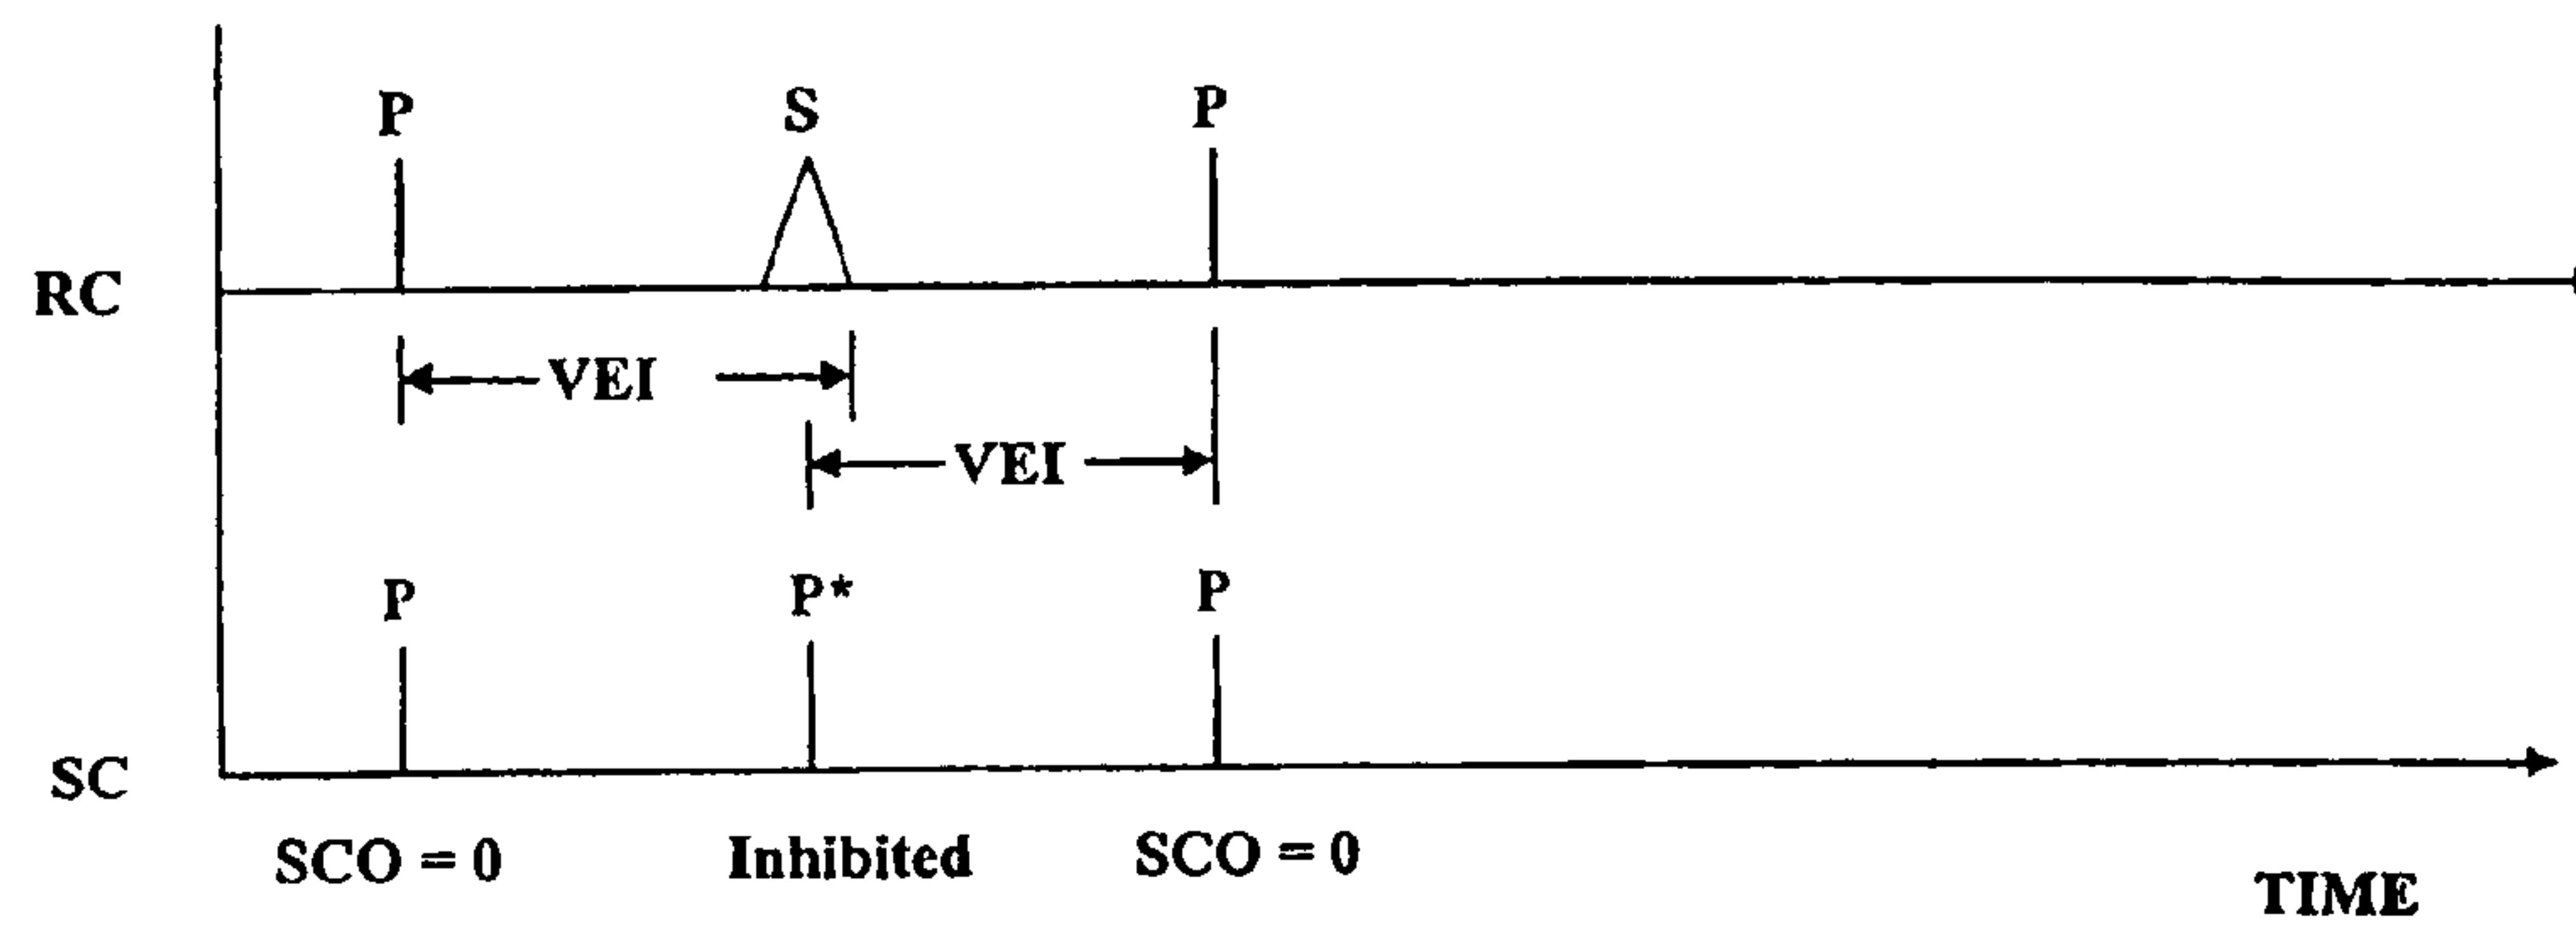 P S P
RC
VEI
VEI
P P* P
SC
SCO = 0 Inhibited SCO = 0
TIME